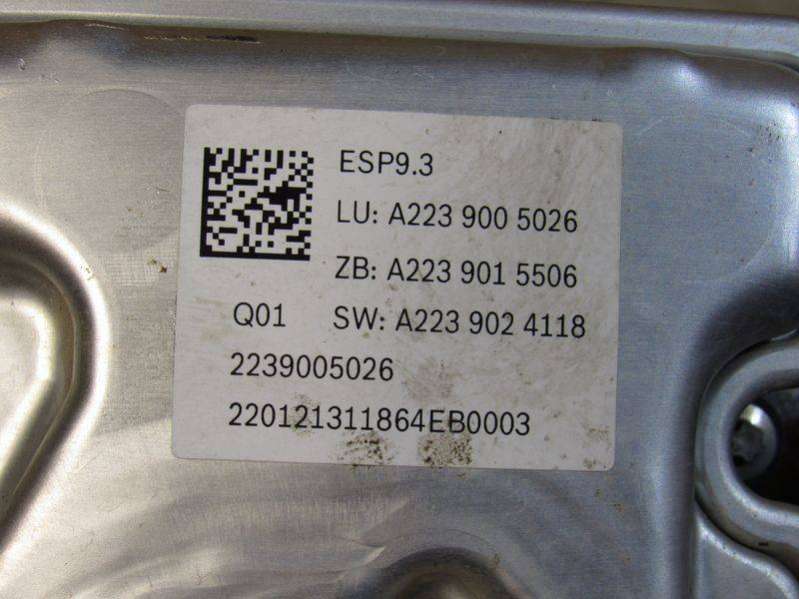 ESP9.3
LU: A223 900 5026
ZB: A223 901 5506
Q01 SW: A223 902 4118
2239005026
220121311864EB0003